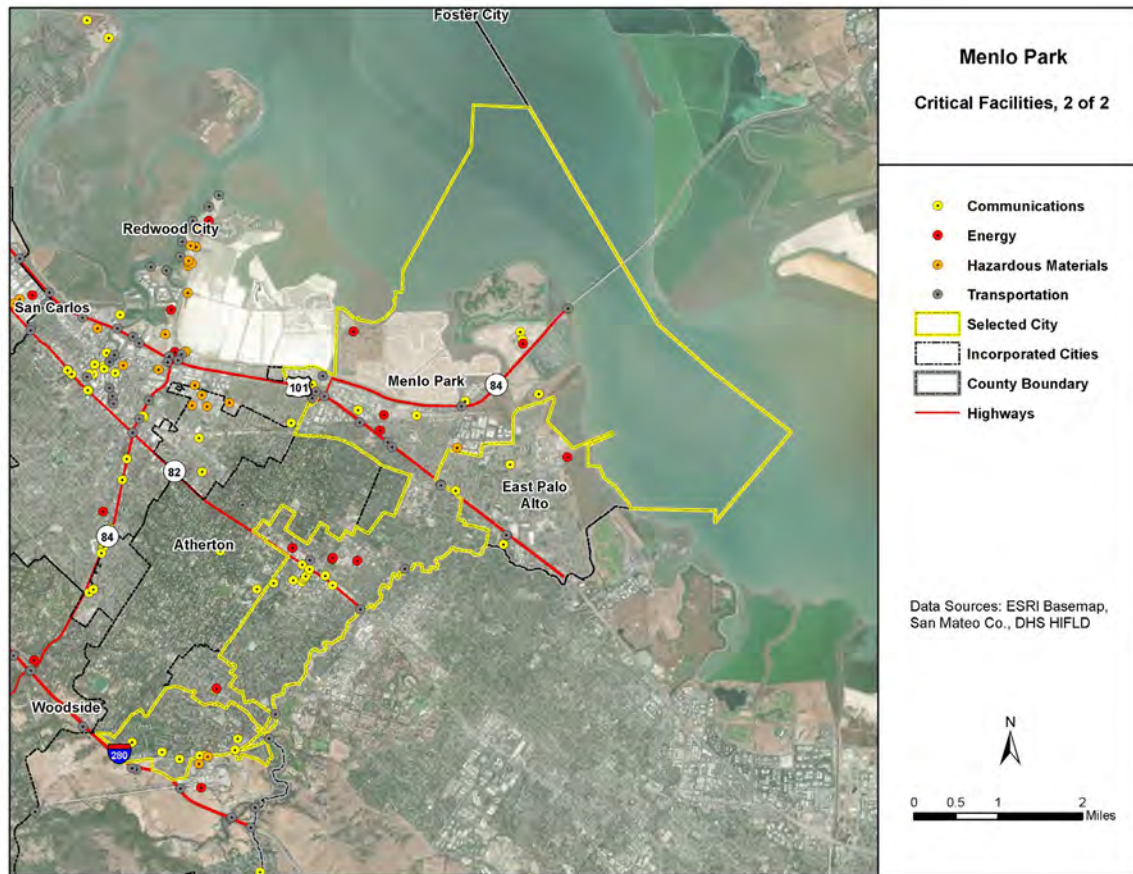 Foster City
Redwood City
San Carlos
101
Menlo Park
84
82
East Palo
Alto
84
Atherton
Woodside
280
Menlo Park
Critical Facilities, 2 of 2
Communications
Energy
Hazardous Materials
Transportation
Selected City
Incorporated Cities
County Boundary
Highways
Data Sources: ESRI Basemap,
San Mateo Co., DHS HIFLD
N
0 0.5 1 2
Miles